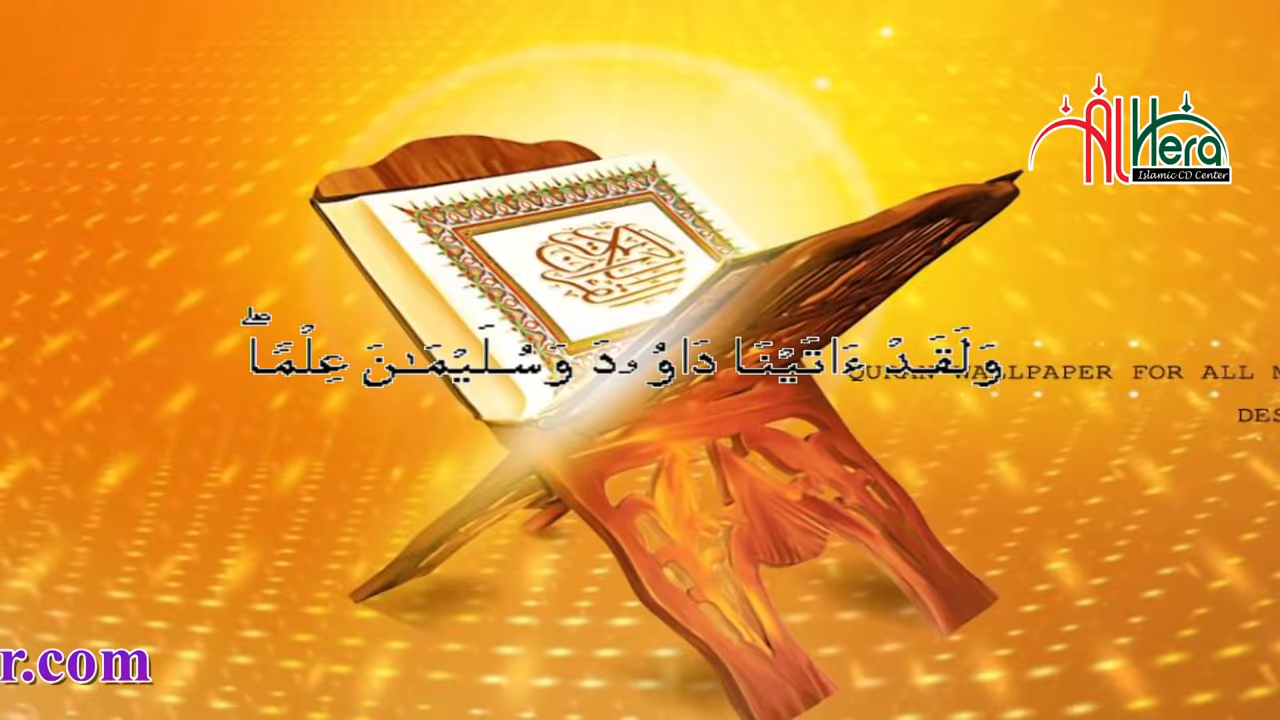 AL Hera
Islamic CD Center
وَلَقَدْ ءَاتَيْنَا دَاوُۥدَ وَسُلَيْمَـٰنَ عِلْمًاۖ
QURAN WALLPAPER FOR ALL
DES
r.com